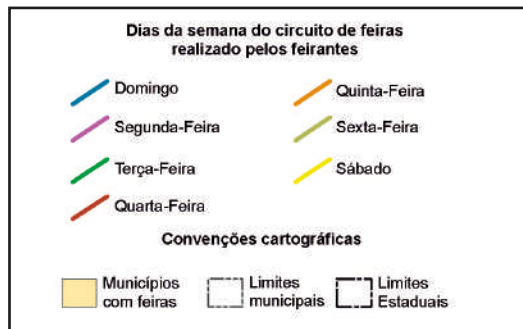 Dias da semana do circuito de feiras
realizado pelos feirantes
Domingo
Segunda-Feira
Terça-Feira
Quarta-Feira
Quinta-Feira
Sexta-Feira
Sábado
Convenções cartográficas
Municípios
com feiras
Limites
municipais
Limites
Estaduais